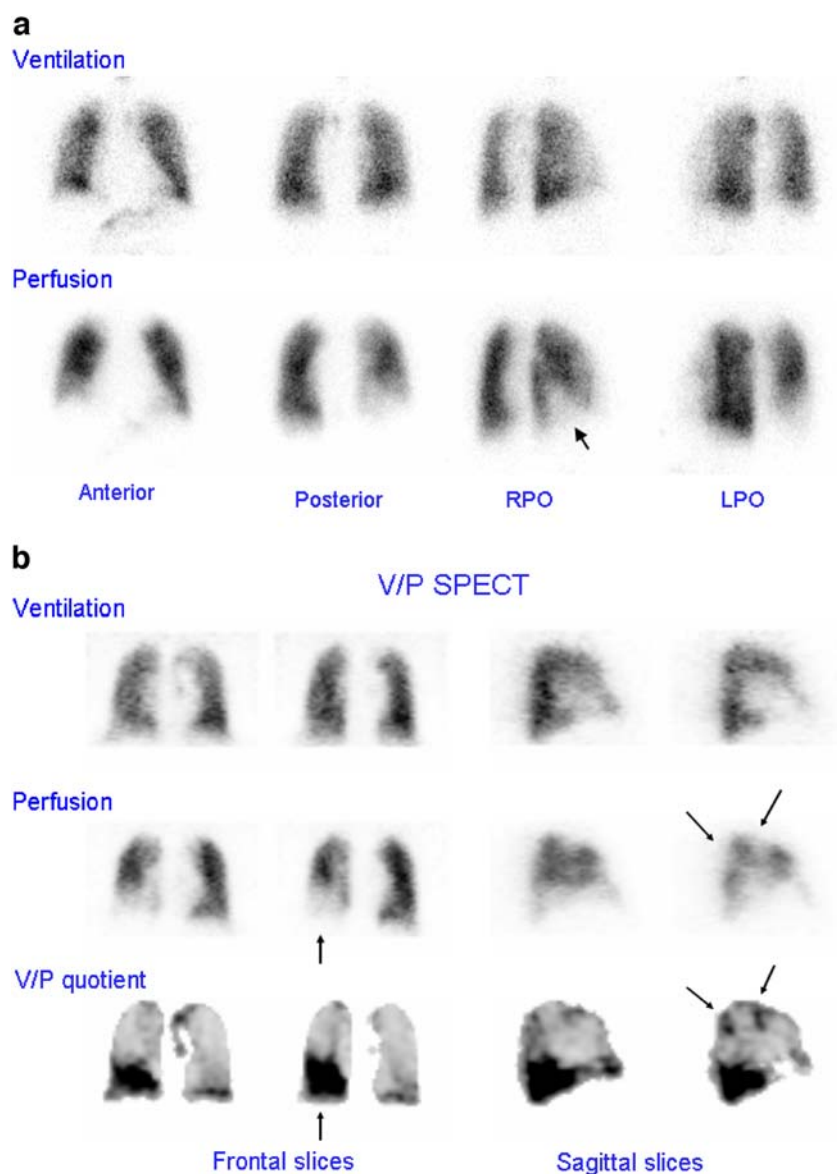 a
Ventilation
Perfusion
Anterior Posterior RPO LPO
b
V/P SPECT
Ventilation
Perfusion
V/P quotient
Frontal slices Sagittal slices